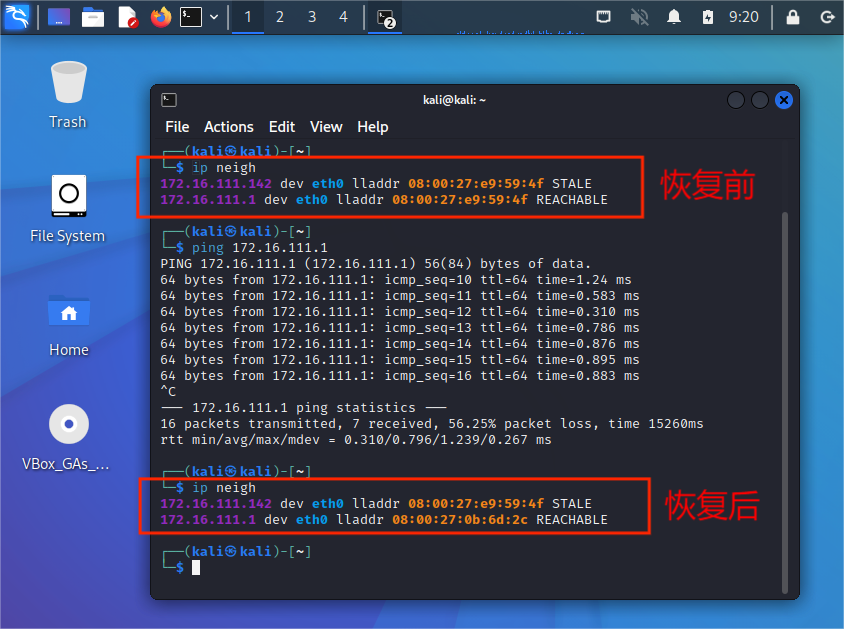 1 2 3 4 2 9:20
Trash
File System
Home
VBox_GAs_...
kali@kali: ~
File Actions Edit View Help
┌──(kali㉿kali)-[~]
└─$ ip neigh
172.16.111.142 dev eth0 lladdr 08:00:27:e9:59:4f STALE
172.16.111.1 dev eth0 lladdr 08:00:27:e9:59:4f REACHABLE
恢复前
┌──(kali㉿kali)-[~]
└─$ ping 172.16.111.1
PING 172.16.111.1 (172.16.111.1) 56(84) bytes of data.
64 bytes from 172.16.111.1: icmp_seq=10 ttl=64 time=1.24 ms
64 bytes from 172.16.111.1: icmp_seq=11 ttl=64 time=0.583 ms
64 bytes from 172.16.111.1: icmp_seq=12 ttl=64 time=0.310 ms
64 bytes from 172.16.111.1: icmp_seq=13 ttl=64 time=0.786 ms
64 bytes from 172.16.111.1: icmp_seq=14 ttl=64 time=0.876 ms
64 bytes from 172.16.111.1: icmp_seq=15 ttl=64 time=0.895 ms
64 bytes from 172.16.111.1: icmp_seq=16 ttl=64 time=0.883 ms
^C
--- 172.16.111.1 ping statistics ---
16 packets transmitted, 7 received, 56.25% packet loss, time 15260ms
rtt min/avg/max/mdev = 0.310/0.796/1.239/0.267 ms
┌──(kali㉿kali)-[~]
└─$ ip neigh
172.16.111.142 dev eth0 lladdr 08:00:27:e9:59:4f STALE
172.16.111.1 dev eth0 lladdr 08:00:27:0b:6d:2c REACHABLE
恢复后
┌──(kali㉿kali)-[~]
└─$